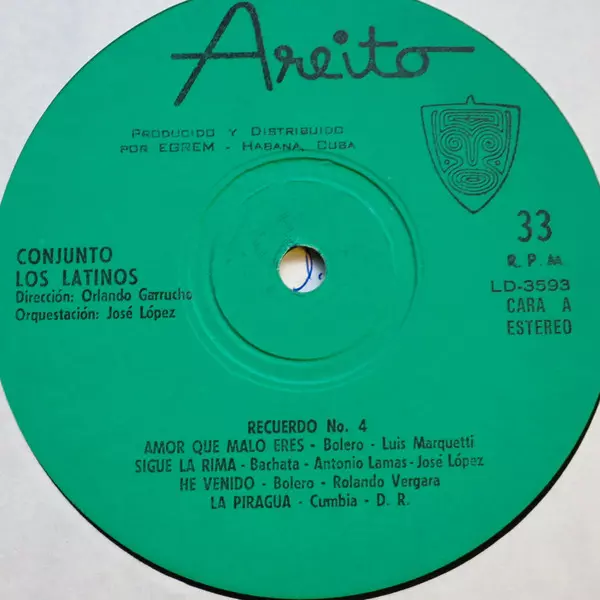 Areito
PRODUCIDO Y DISTRIBUIDO
POR EGREM - HABANA, CUBA
33
R. P. M.
LD-3593
CARA A
ESTEREO
CONJUNTO
LOS LATINOS
Dirección: Orlando Garrucho
Orquestación: José López
RECUERDO No. 4
AMOR QUE MALO ERES - Bolero - Luis Marquetti
SIGUE LA RIMA - Bachata - Antonio Lamas-José López
HE VENIDO - Bolero - Rolando Vergara
LA PIRAGUA - Cumbia - D. R.